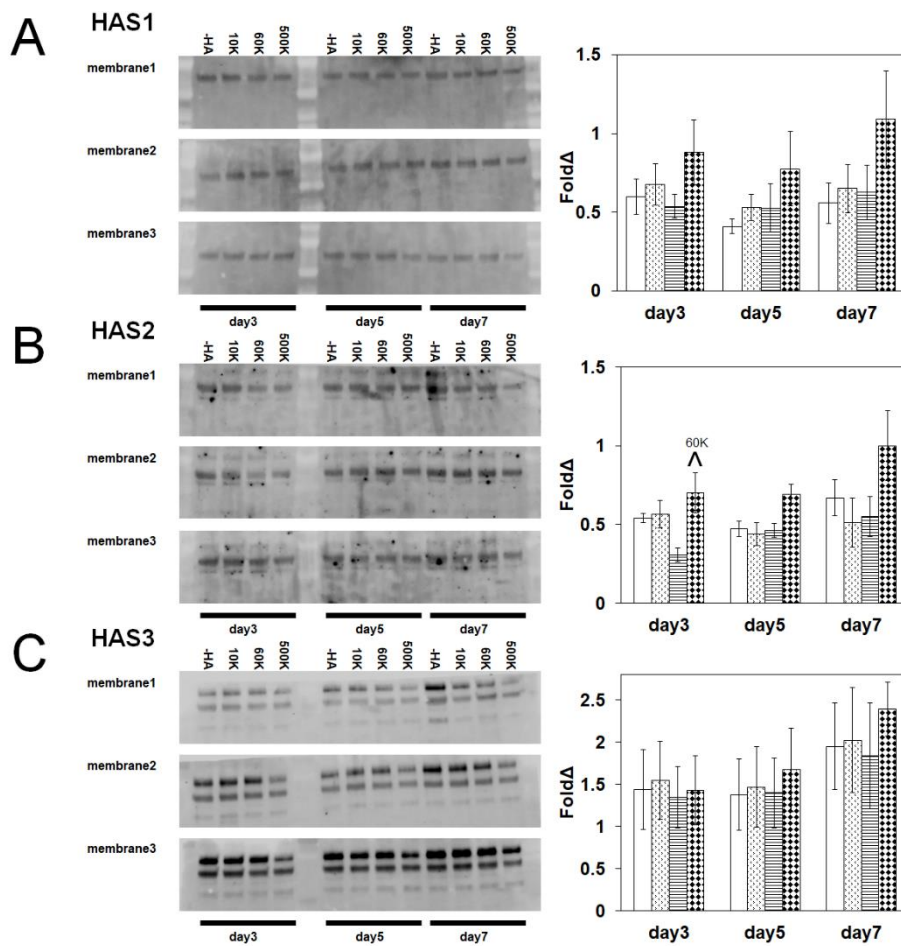 A HAS1
-HA 10K 60K 500K -HA 10K 60K 500K -HA 10K 60K 500K
membrane1
membrane2
membrane3
day3 day5 day7
FoldΔ
1
0.5
0
day3 day5 day7
B HAS2
-HA 10K 60K 500K -HA 10K 60K 500K -HA 10K 60K 500K
membrane1
membrane2
membrane3
day3 day5 day7
FoldΔ
1.5
1
0.5
0
60K
^
day3 day5 day7
C HAS3
-HA 10K 60K 500K -HA 10K 60K 500K -HA 10K 60K 500K
membrane1
membrane2
membrane3
day3 day5 day7
FoldΔ
2.5
2
1.5
1
0.5
0
day3 day5 day7